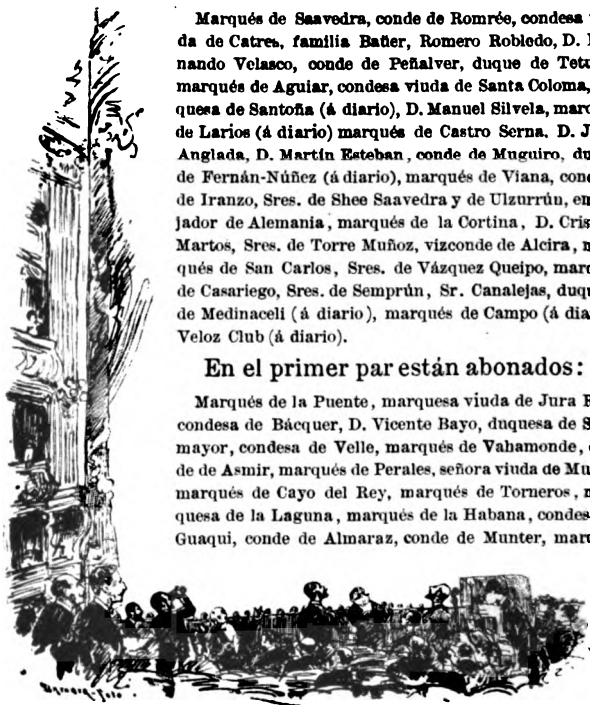 Marqués de Saavedra, conde de Romrée, condesa
da de Catres, familia Baüer, Romero Robledo, D.
nando Velasco, conde de Peñalver, duque de Tetu
marqués de Aguiar, condesa viuda de Santa Coloma,
quesa de Santoña (á diario), D. Manuel Silvela, marq
de Larios (á diario) marqués de Castro Serna, D. J
Anglada, D. Martín Esteban, conde de Muguiro, du
de Fernán-Núñez (á diario), marqués de Viana, cond
de Iranzo, Sres. de Shee Saavedra y de Ulzurrún, em
jador de Alemania, marqués de la Cortina, D. Cris
Martos, Sres. de Torre Muñoz, vizconde de Alcira, m
qués de San Carlos, Sres. de Vázquez Queipo, marq
de Casariego, Sres. de Semprún, Sr. Canalejas, duqu
de Medinaceli (á diario), marqués de Campo (á dia
Veloz Club (á diario).
En el primer par están abonados:
Marqués de la Puente, marquesa viuda de Jura R
condesa de Bácquer, D. Vicente Bayo, duquesa de S
mayor, condesa de Velle, marqués de Vahamonde,
de de Asmir, marqués de Perales, señora viuda de Mu
marqués de Cayo del Rey, marqués de Torneros, m
quesa de la Laguna, marqués de la Habana, condes
Guaqui, conde de Almaraz, conde de Munter, marq